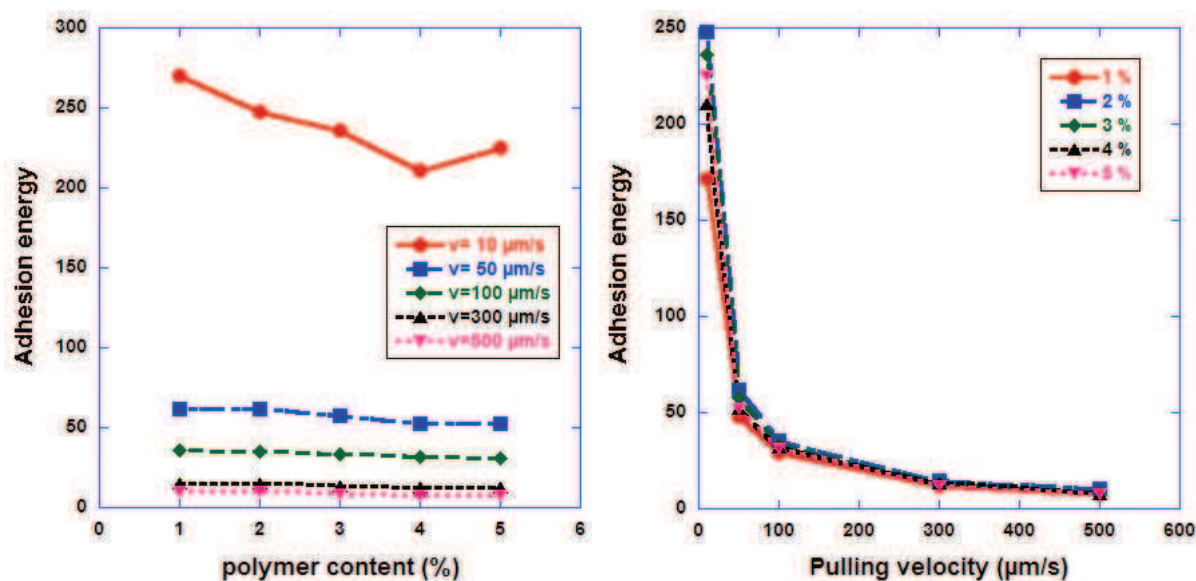 300
250
200
150
100
50
0
Adhesion energy
v= 10 µm/s
v= 50 µm/s
v=100 µm/s
v=300 µm/s
v=500 µm/s
0 1 2 3 4 5 6
polymer content (%)
250
200
150
100
50
0
Adhesion energy
1 %
2 %
3 %
4 %
5 %
0 100 200 300 400 500 600
Pulling velocity (µm/s)